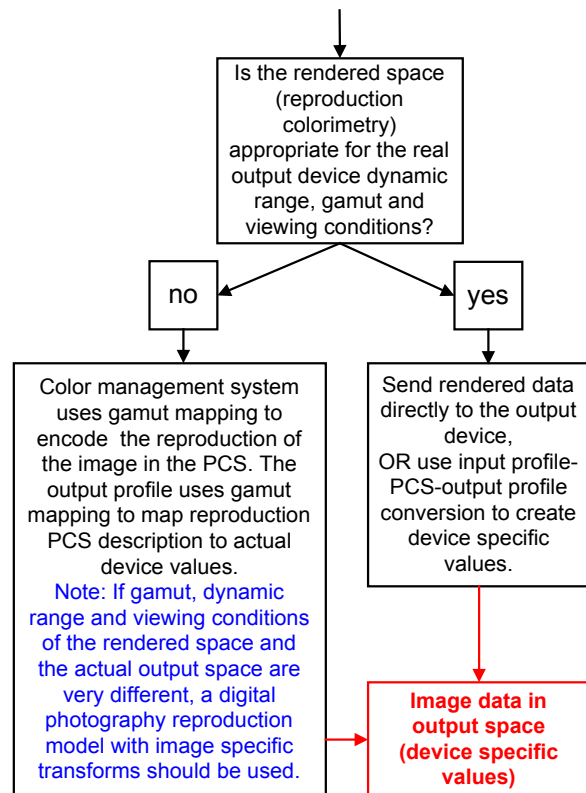 Is the rendered space
(reproduction
colorimetry)
appropriate for the real
output device dynamic
range, gamut and
viewing conditions?
no
yes
Color management system
uses gamut mapping to
encode  the reproduction of
the image in the PCS. The
output profile uses gamut
mapping to map reproduction
PCS description to actual
device values.
Note: If gamut, dynamic
range and viewing conditions
of the rendered space and
the actual output space are
very different, a digital
photography reproduction
model with image specific
transforms should be used.
Send rendered data
directly to the output
device,
OR use input profile-
PCS-output profile
conversion to create
device specific
values.
Image data in
output space
(device specific
values)